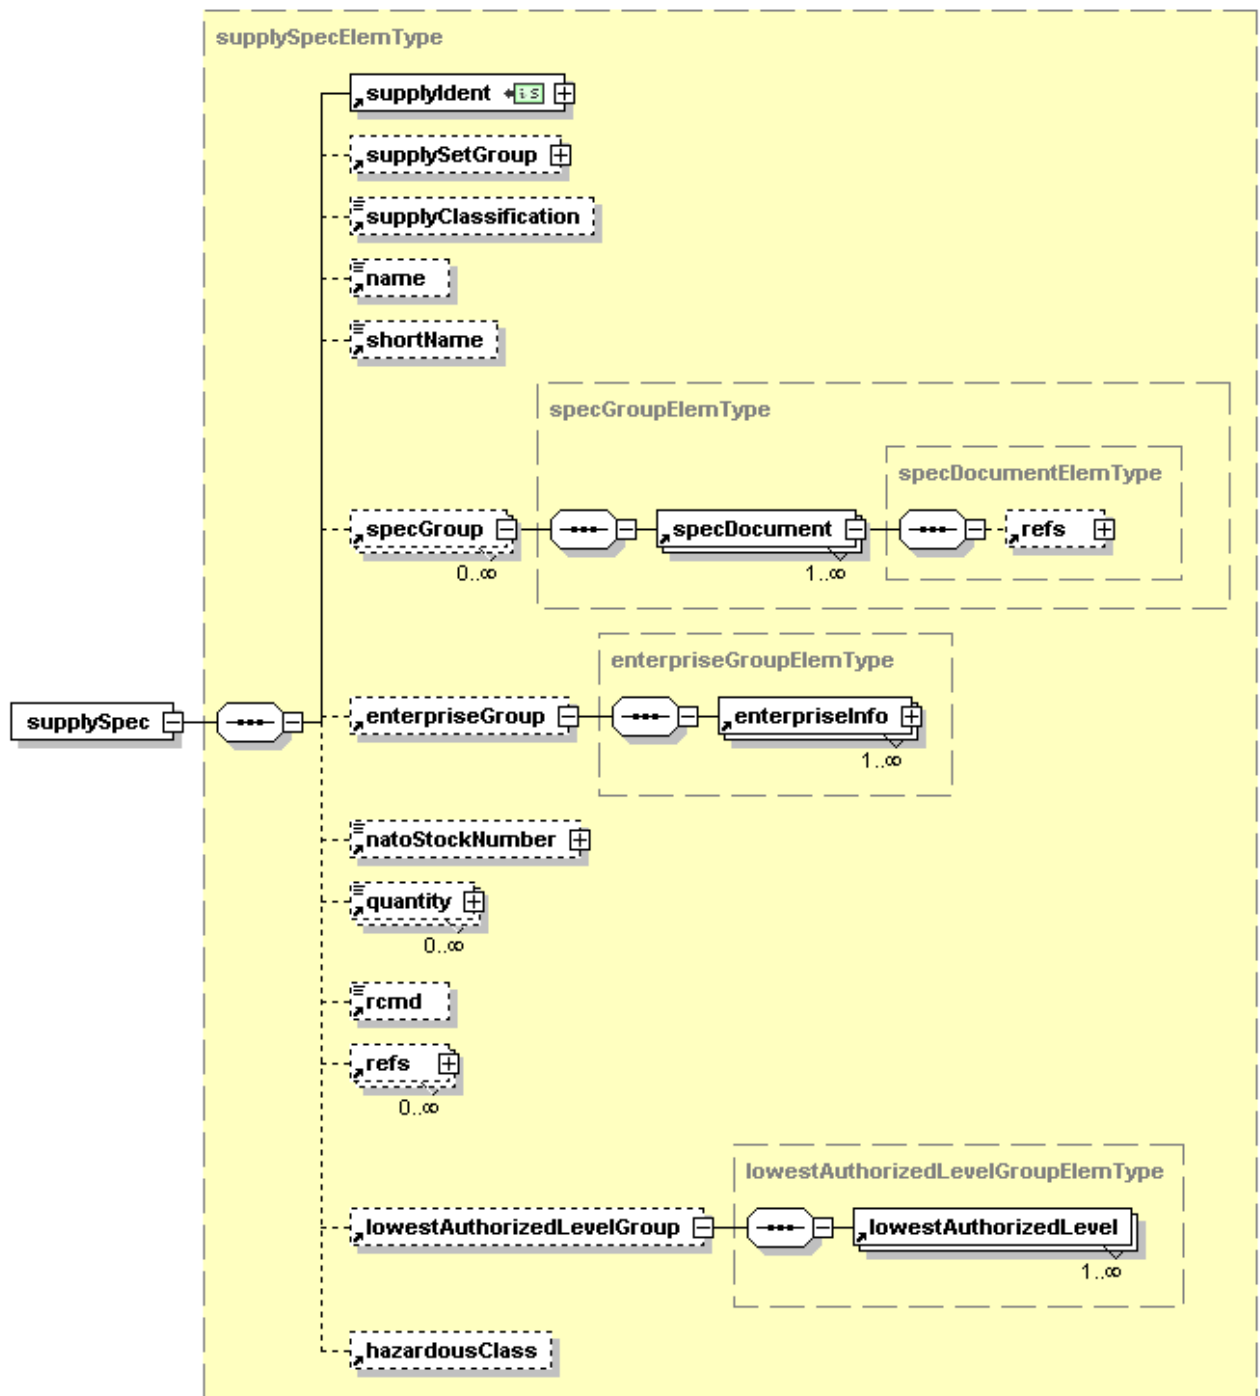 supplySpecElemType
supplyIdent
is
supplySetGroup
supplyClassification
name
shortName
specGroupElemType
specDocumentElemType
specGroup
specDocument
refs
0..∞
1..∞
enterpriseGroupElemType
supplySpec
enterpriseGroup
enterpriseInfo
1..∞
natoStockNumber
quantity
0..∞
rcmd
refs
0..∞
lowestAuthorizedLevelGroupElemType
lowestAuthorizedLevelGroup
lowestAuthorizedLevel
1..∞
hazardousClass